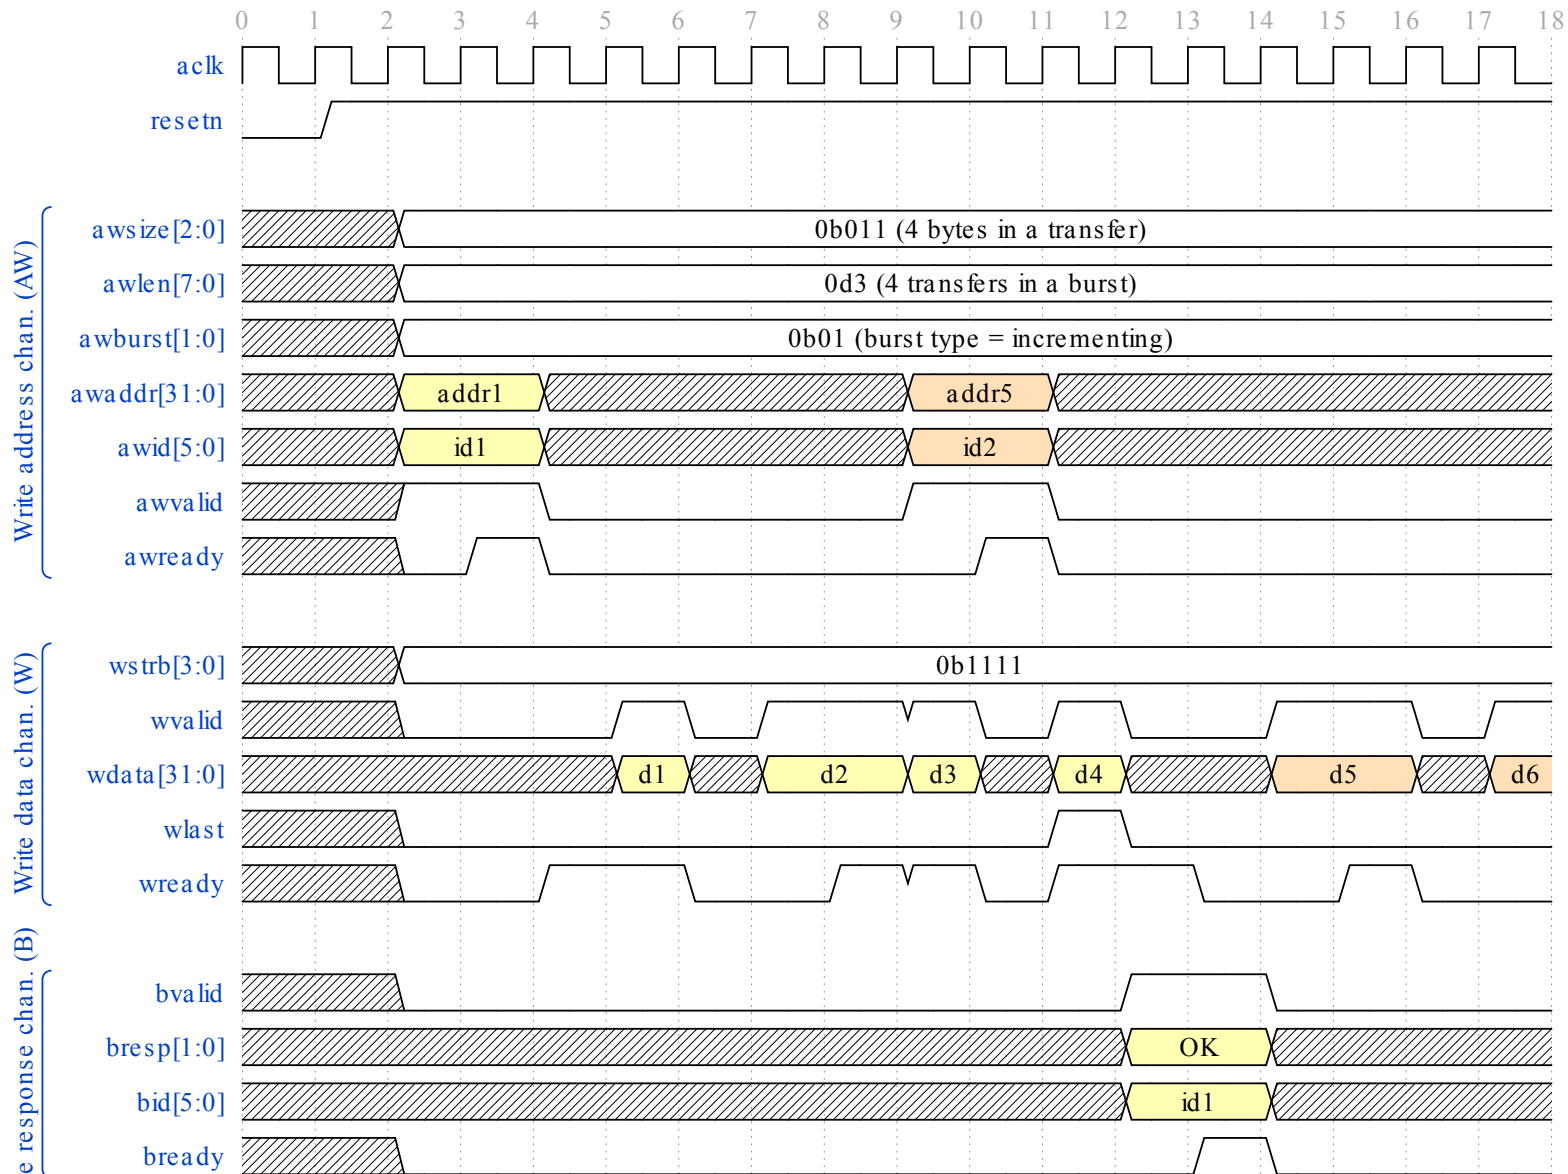 0 1 2 3 4 5 6 7 8 9 10 11 12 13 14 15 16 17 18
aclk
resetn
Write address chan. (AW)
awsize[2:0] 0b011 (4 bytes in a transfer)
awlen[7:0] 0d3 (4 transfers in a burst)
awburst[1:0] 0b01 (burst type = incrementing)
awaddr[31:0] addr1 addr5
awid[5:0] id1 id2
awvalid
awready
Write data chan. (W)
wstrb[3:0] 0b1111
wvalid
wdata[31:0] d1 d2 d3 d4 d5 d6
wlast
wready
e response chan. (B)
bvalid
bresp[1:0] OK
bid[5:0] id1
bready